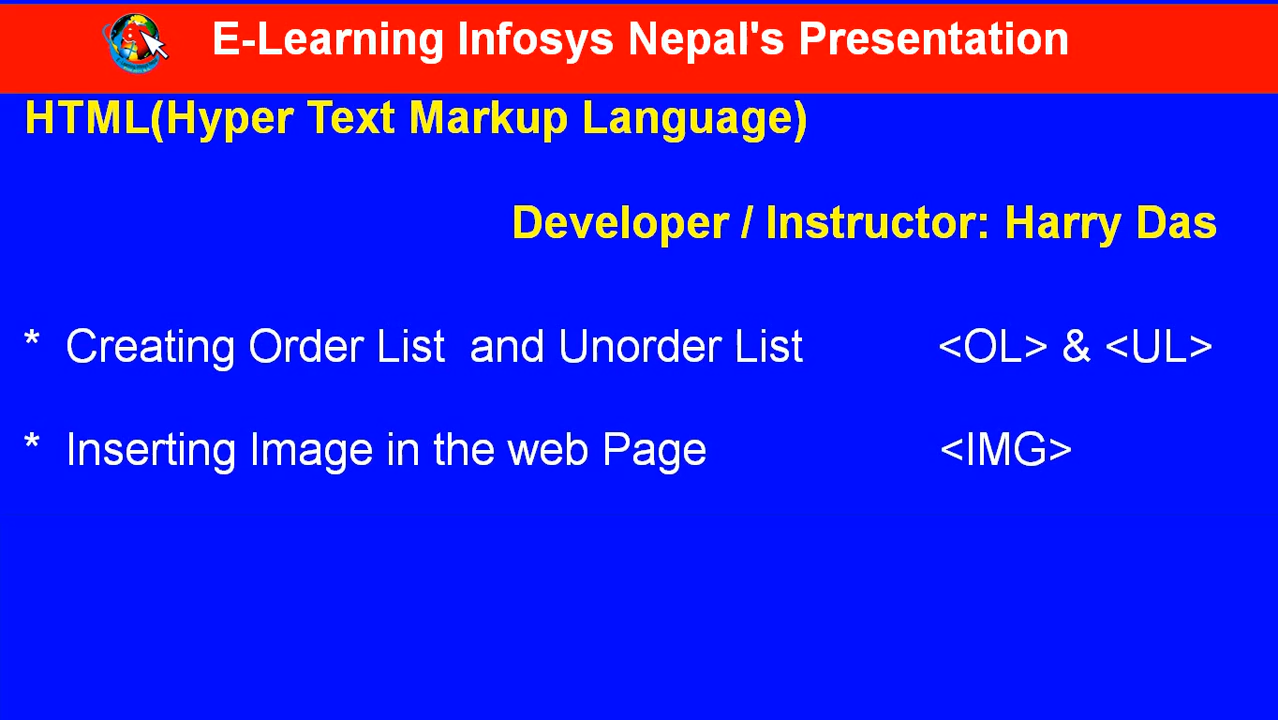 E-Learning Infosys Nepal's Presentation
HTML(Hyper Text Markup Language)
Developer / Instructor: Harry Das
* Creating Order List and Unorder List <OL> & <UL>
* Inserting Image in the web Page <IMG>